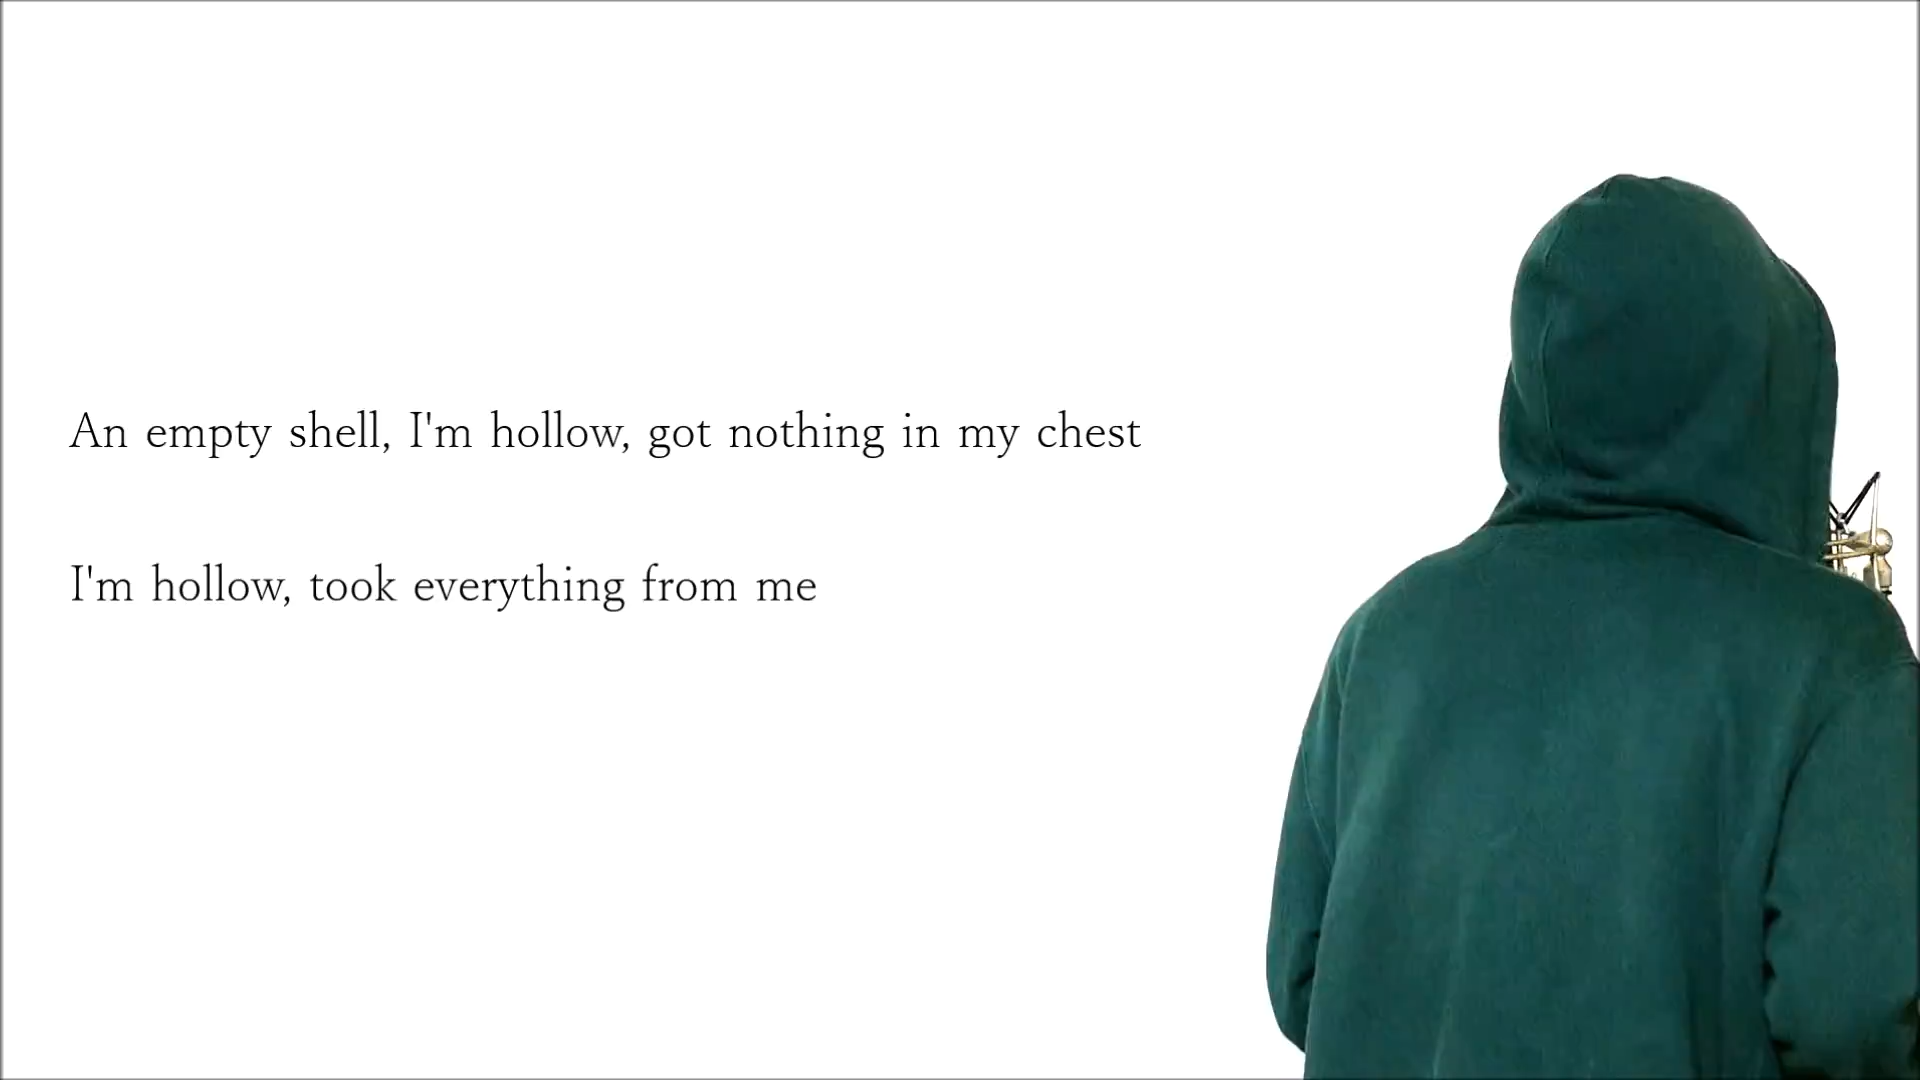 An empty shell, I'm hollow, got nothing in my chest
I'm hollow, took everything from me